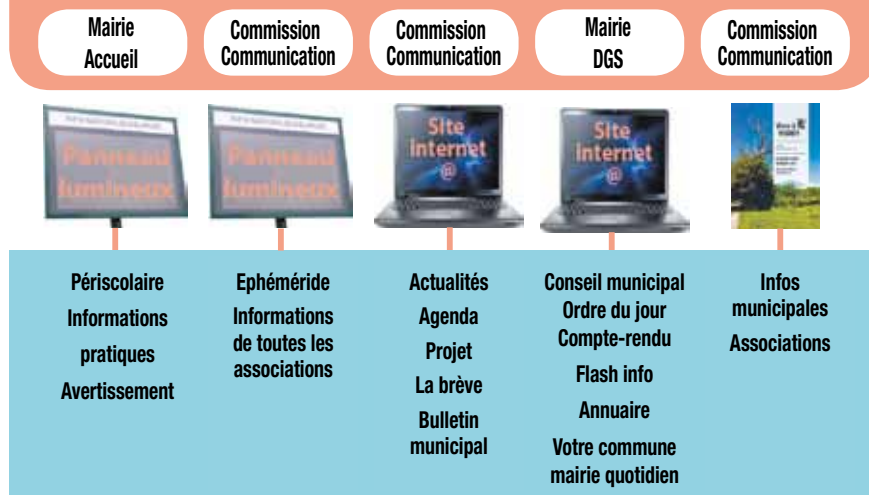 Mairie
Accueil
Commission
Communication
Commission
Communication
Mairie
DGS
Commission
Communication
Panneau
lumineux
Panneau
lumineux
Site
internet
@
Site
internet
@
Périscolaire
Informations
pratiques
Avertissement
Ephéméride
Informations
de toutes les
associations
Actualités
Agenda
Projet
La brève
Bulletin
municipal
Conseil municipal
Ordre du jour
Compte-rendu
Flash info
Annuaire
Votre commune
mairie quotidien
Infos
municipales
Associations